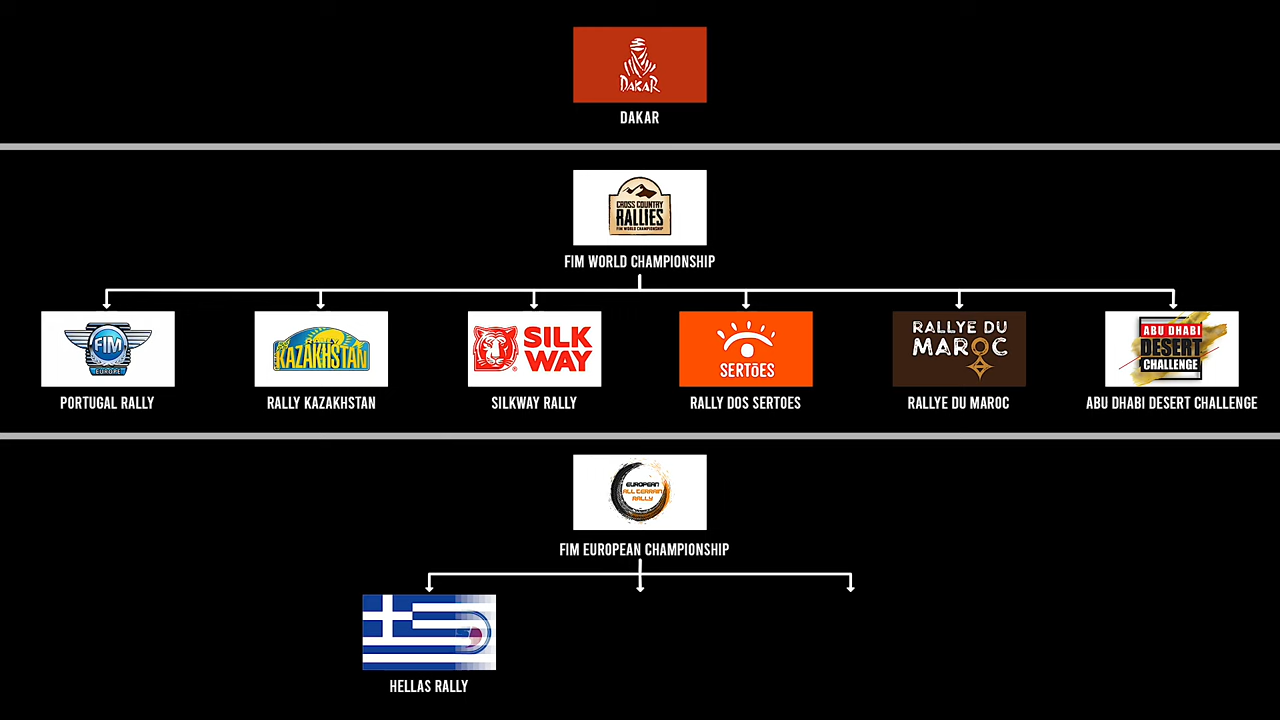 DAKAR
DAKAR
CROSS COUNTRY
RALLIES
FIM WORLD CHAMPIONSHIP
FIM WORLD CHAMPIONSHIP
FIM
EUROPE
PORTUGAL RALLY
RALLY
KAZAKHSTAN
RALLY KAZAKHSTAN
SILK
WAY
SILKWAY RALLY
SERTÕES
RALLY DOS SERTOES
RALLYE DU
MAROC
RALLYE DU MAROC
ABU DHABI
DESERT
CHALLENGE
ABU DHABI DESERT CHALLENGE
EUROPEAN
ALL TERRAIN
RALLY
FIM EUROPEAN CHAMPIONSHIP
HELLAS RALLY